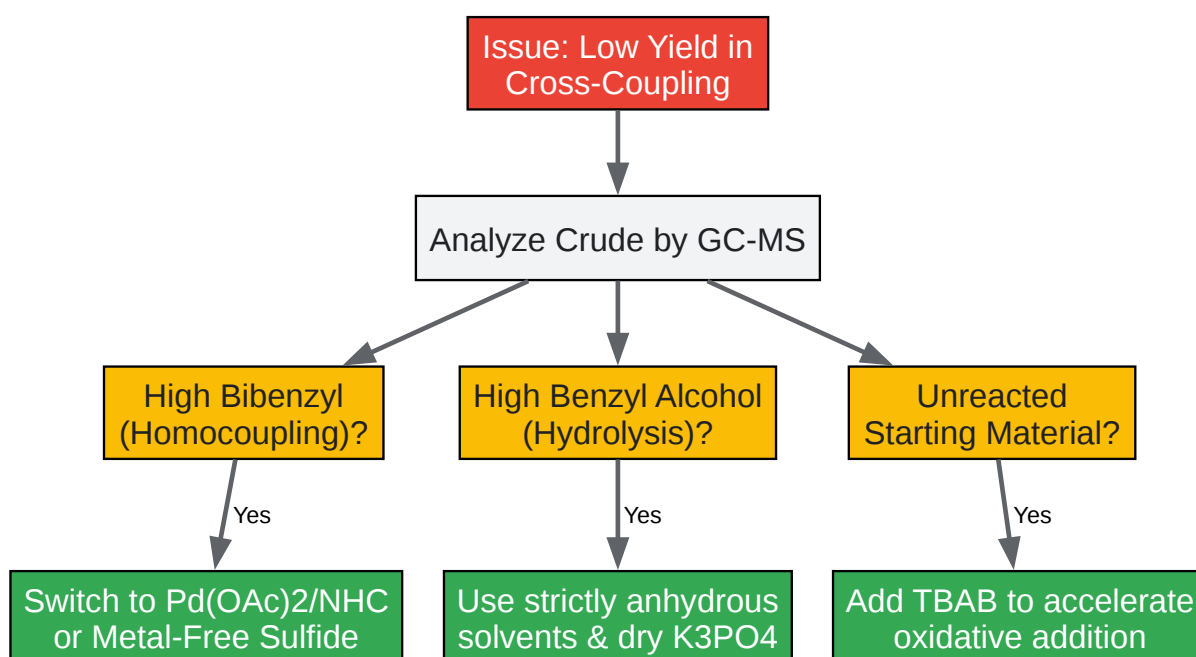 Issue: Low Yield in
Cross-Coupling
Analyze Crude by GC-MS
High Bibenzyl
(Homocoupling)?
High Benzyl Alcohol
(Hydrolysis)?
Unreacted
Starting Material?
Yes
Yes
Yes
Switch to Pd(OAc)2/NHC
or Metal-Free Sulfide
Use strictly anhydrous
solvents & dry K3PO4
Add TBAB to accelerate
oxidative addition